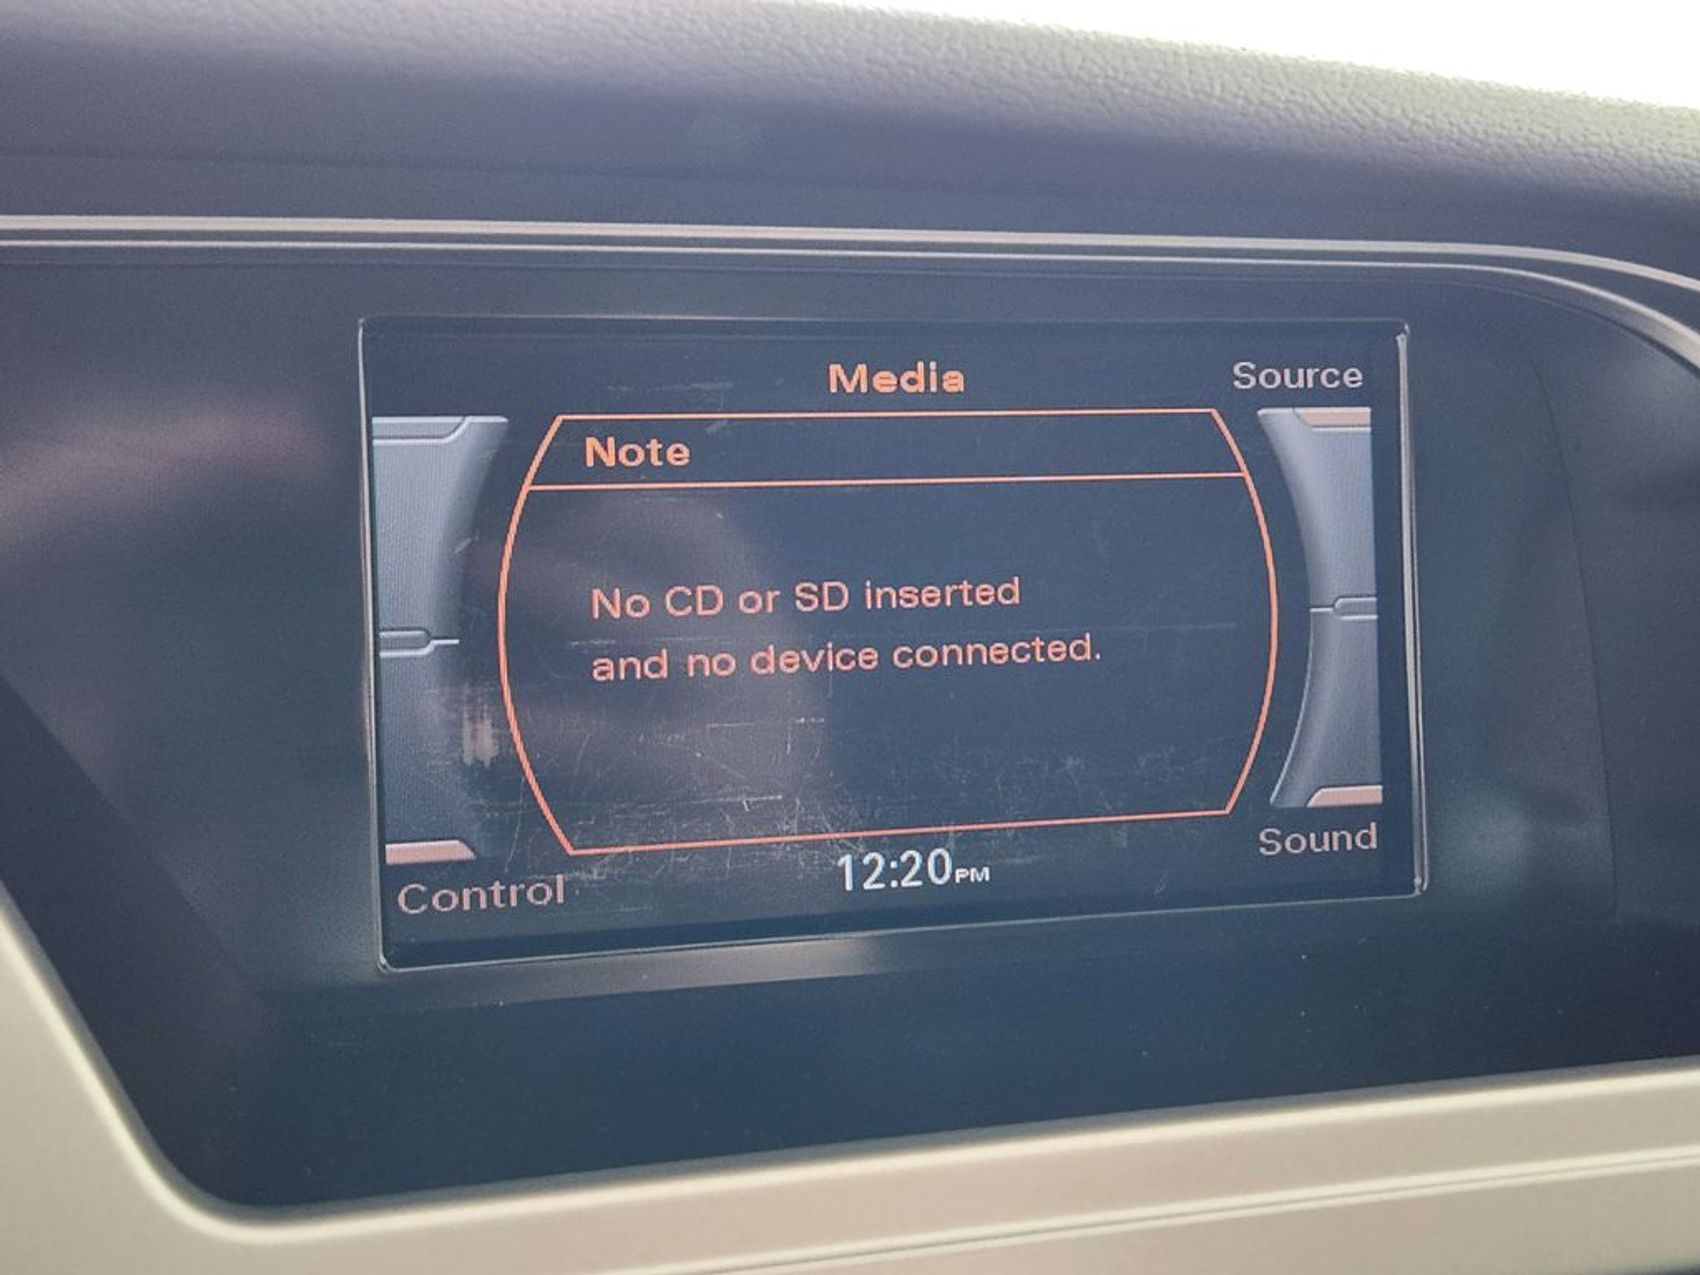 Media
Source
Note
No CD or SD inserted
and no device connected.
Control
12:20PM
Sound